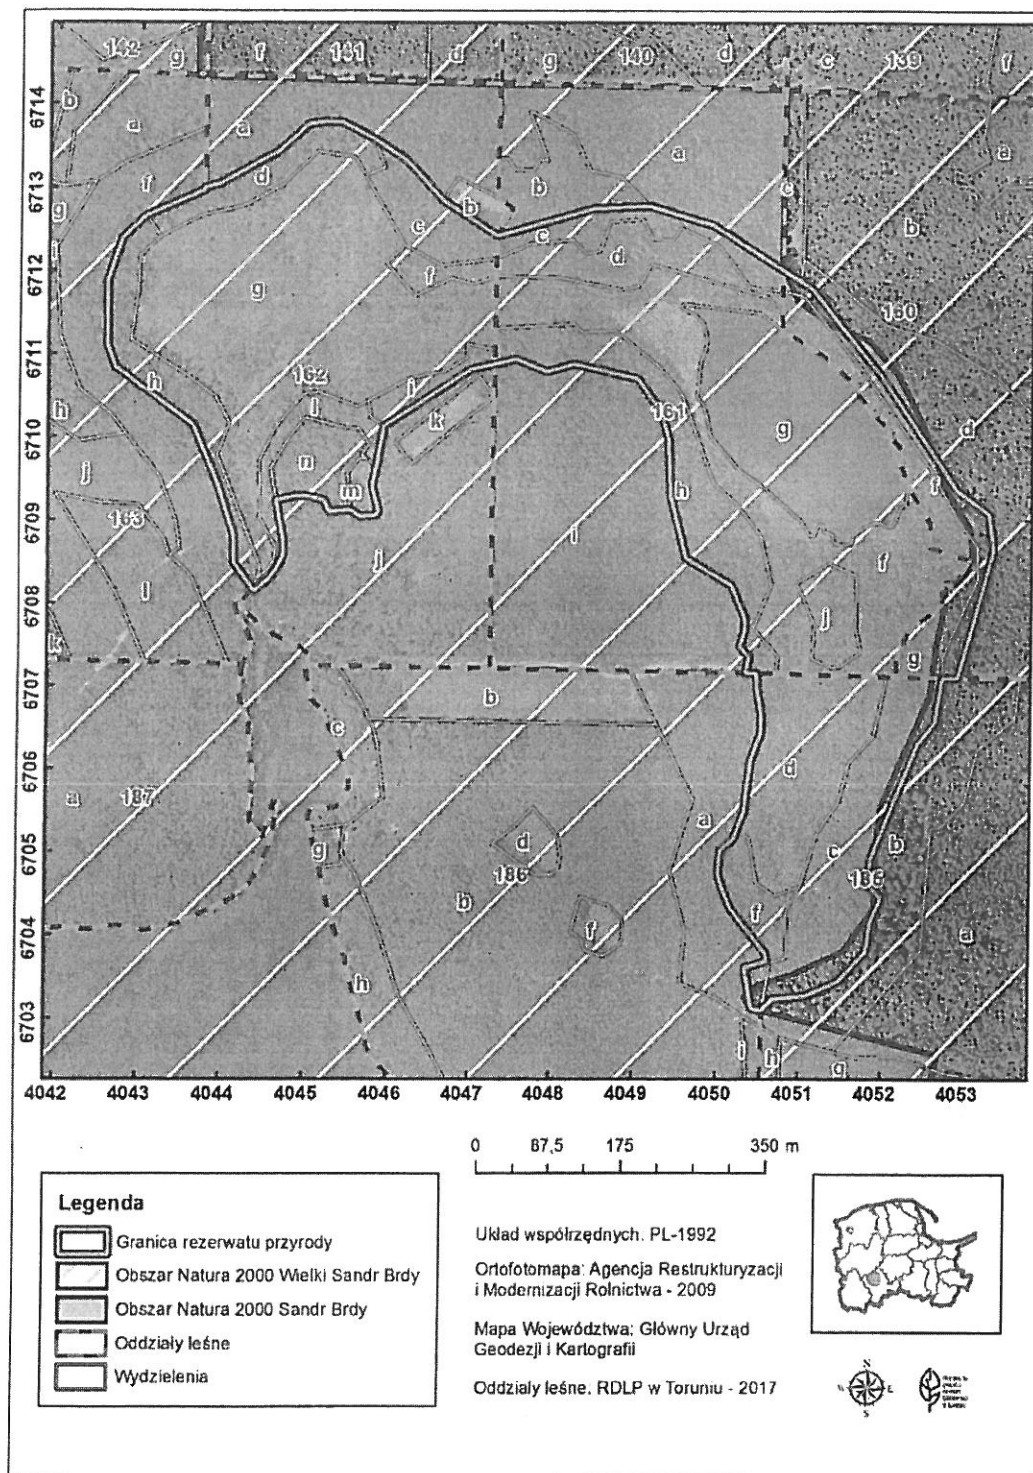 142 g f 141 d g 140 d c 139 f
b a a a c a
f d b b
g b c c d
i f
g
180
h 162 i 161 g d
h l k
j n m h f
163 j i f
l j
k g
b
c d
a 187 a
g d c b
186 186
b f f a
h
i h g
6714
6713
6712
6711
6710
6709
6708
6707
6706
6705
6704
6703
4042 4043 4044 4045 4046 4047 4048 4049 4050 4051 4052 4053
0 87,5 175 350 m
Legenda
Granica rezerwatu przyrody
Obszar Natura 2000 Wielki Sandr Brdy
Obszar Natura 2000 Sandr Brdy
Oddziały leśne
Wydzielenia
Układ współrzędnych. PL-1992
Ortofotomapa: Agencja Restrukturyzacji
i Modernizacji Rolnictwa - 2009
Mapa Województwa: Główny Urząd
Geodezji i Kartografii
Oddziały leśne. RDLP w Toruniu - 2017
N
E
S